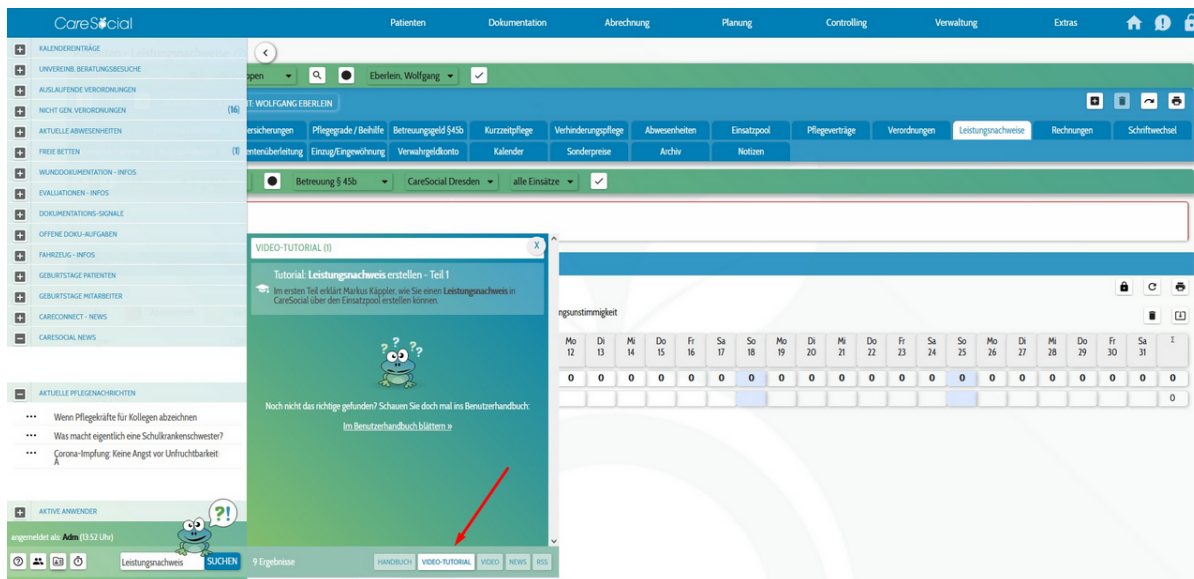 CareSocial
Patienten Dokumentation Abrechnung Planung Controlling Verwaltung Extras
KALENDEREINTRÄGE
UNVEREINB. BERATUNGSBESUCHE
AUSLAUFENDE VERORDNUNGEN
NICHT GEN. VERORDNUNGEN (16)
AKTUELLE ABWESENHEITEN
FREIE BETTEN (1)
WUNDDOKUMENTATION - INFOS
EVALUATIONEN - INFOS
DOKUMENTATIONS-SIGNALE
OFFENE DOKU-AUFGABEN
FAHRZEUG - INFOS
GEBURTSTAGE PATIENTEN
GEBURTSTAGE MITARBEITER
CARECONNECT - NEWS
CARESOCIAL NEWS
AKTUELLE PFLEGENACHRICHTEN
Wenn Pflegekräfte für Kollegen abzeichnen
Was macht eigentlich eine Schulkrankenschwester?
Corona-Impfung: Keine Angst vor Unfruchtbarkeit
Â
AKTIVE ANWENDER
?!
angemeldet als: Adm (13:52 Uhr)
Leistungsnachweis SUCHEN
ppen Eberlein, Wolfgang
T: WOLFGANG EBERLEIN
ersicherungen Pflegegrade / Beihilfe Betreuungsgeld §45b Kurzzeitpflege Verhinderungspflege Abwesenheiten Einsatzpool Pflegeverträge Verordnungen Leistungsnachweise Rechnungen Schriftwechsel
entenüberleitung Einzug/Eingewöhnung Verwahrgeldkonto Kalender Sonderpreise Archiv Notizen
Betreuung § 45b CareSocial Dresden alle Einsätze
VIDEO-TUTORIAL (1) X
Tutorial: Leistungsnachweis erstellen - Teil 1
Im ersten Teil erklärt Markus Käppler, wie Sie einen Leistungsnachweis in
CareSocial über den Einsatzpool erstellen können.
????
Noch nicht das richtige gefunden? Schauen Sie doch mal ins Benutzerhandbuch:
Im Benutzerhandbuch blättern »
9 Ergebnisse HANDBUCH VIDEO-TUTORIAL VIDEO NEWS RSS
ngsunstimmigkeit
Mo Di Mi Do Fr Sa So Mo Di Mi Do Fr Sa So Mo Di Mi Do Fr Sa Σ
12 13 14 15 16 17 18 19 20 21 22 23 24 25 26 27 28 29 30 31
0 0 0 0 0 0 0 0 0 0 0 0 0 0 0 0 0 0 0 0 0
0